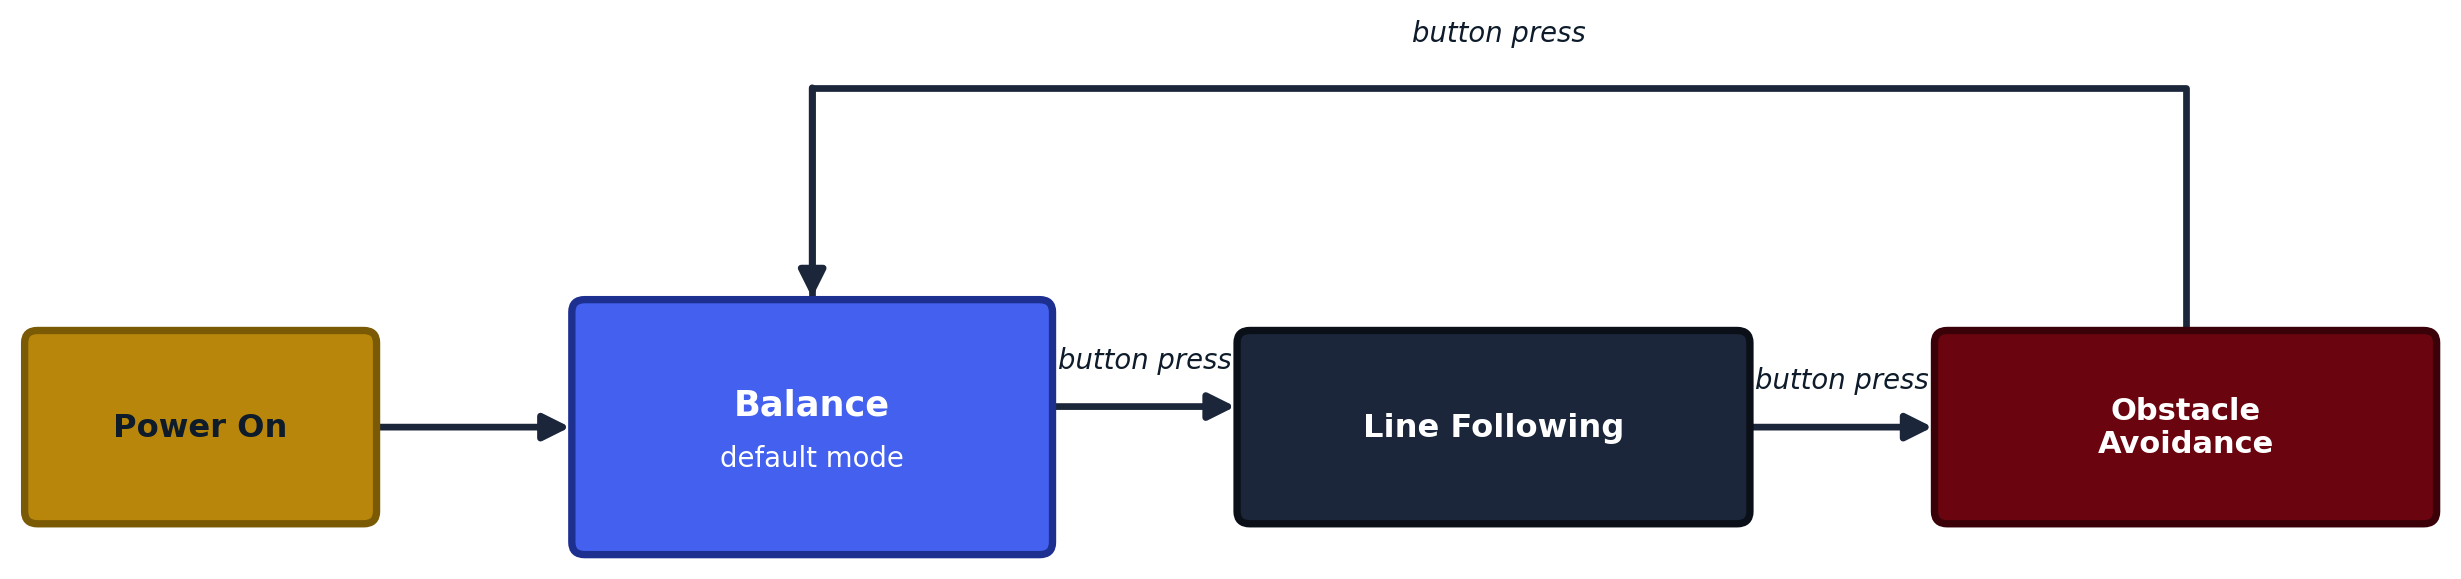 button press
Power On
Balance
default mode
button press
Line Following
button press
Obstacle
Avoidance